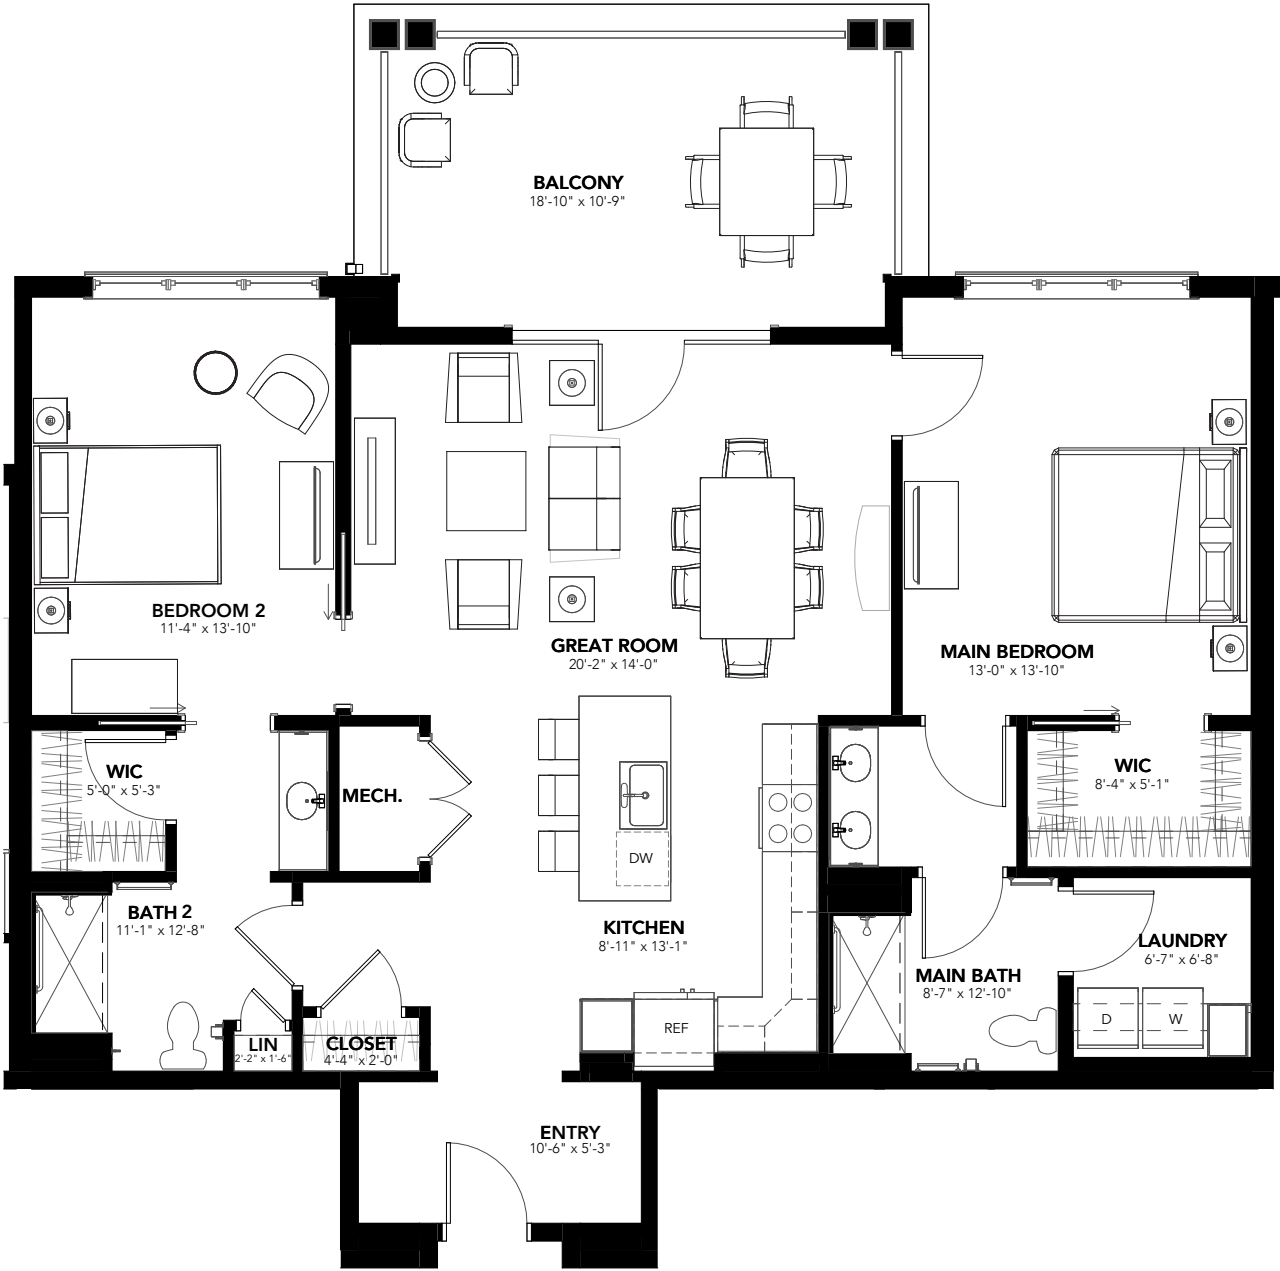 BALCONY
18'-10" x 10'-9"
BEDROOM 2
11'-4" x 13'-10"
GREAT ROOM
20'-2" x 14'-0"
MAIN BEDROOM
13'-0" x 13'-10"
WIC
5'-0" x 5'-3"
MECH.
WIC
8'-4" x 5'-1"
DW
BATH 2
11'-1" x 12'-8"
KITCHEN
8'-11" x 13'-1"
LAUNDRY
6'-7" x 6'-8"
MAIN BATH
8'-7" x 12'-10"
D
W
REF
LIN
2'-2" x 1'-6"
CLOSET
4'-4" x 2'-0"
ENTRY
10'-6" x 5'-3"